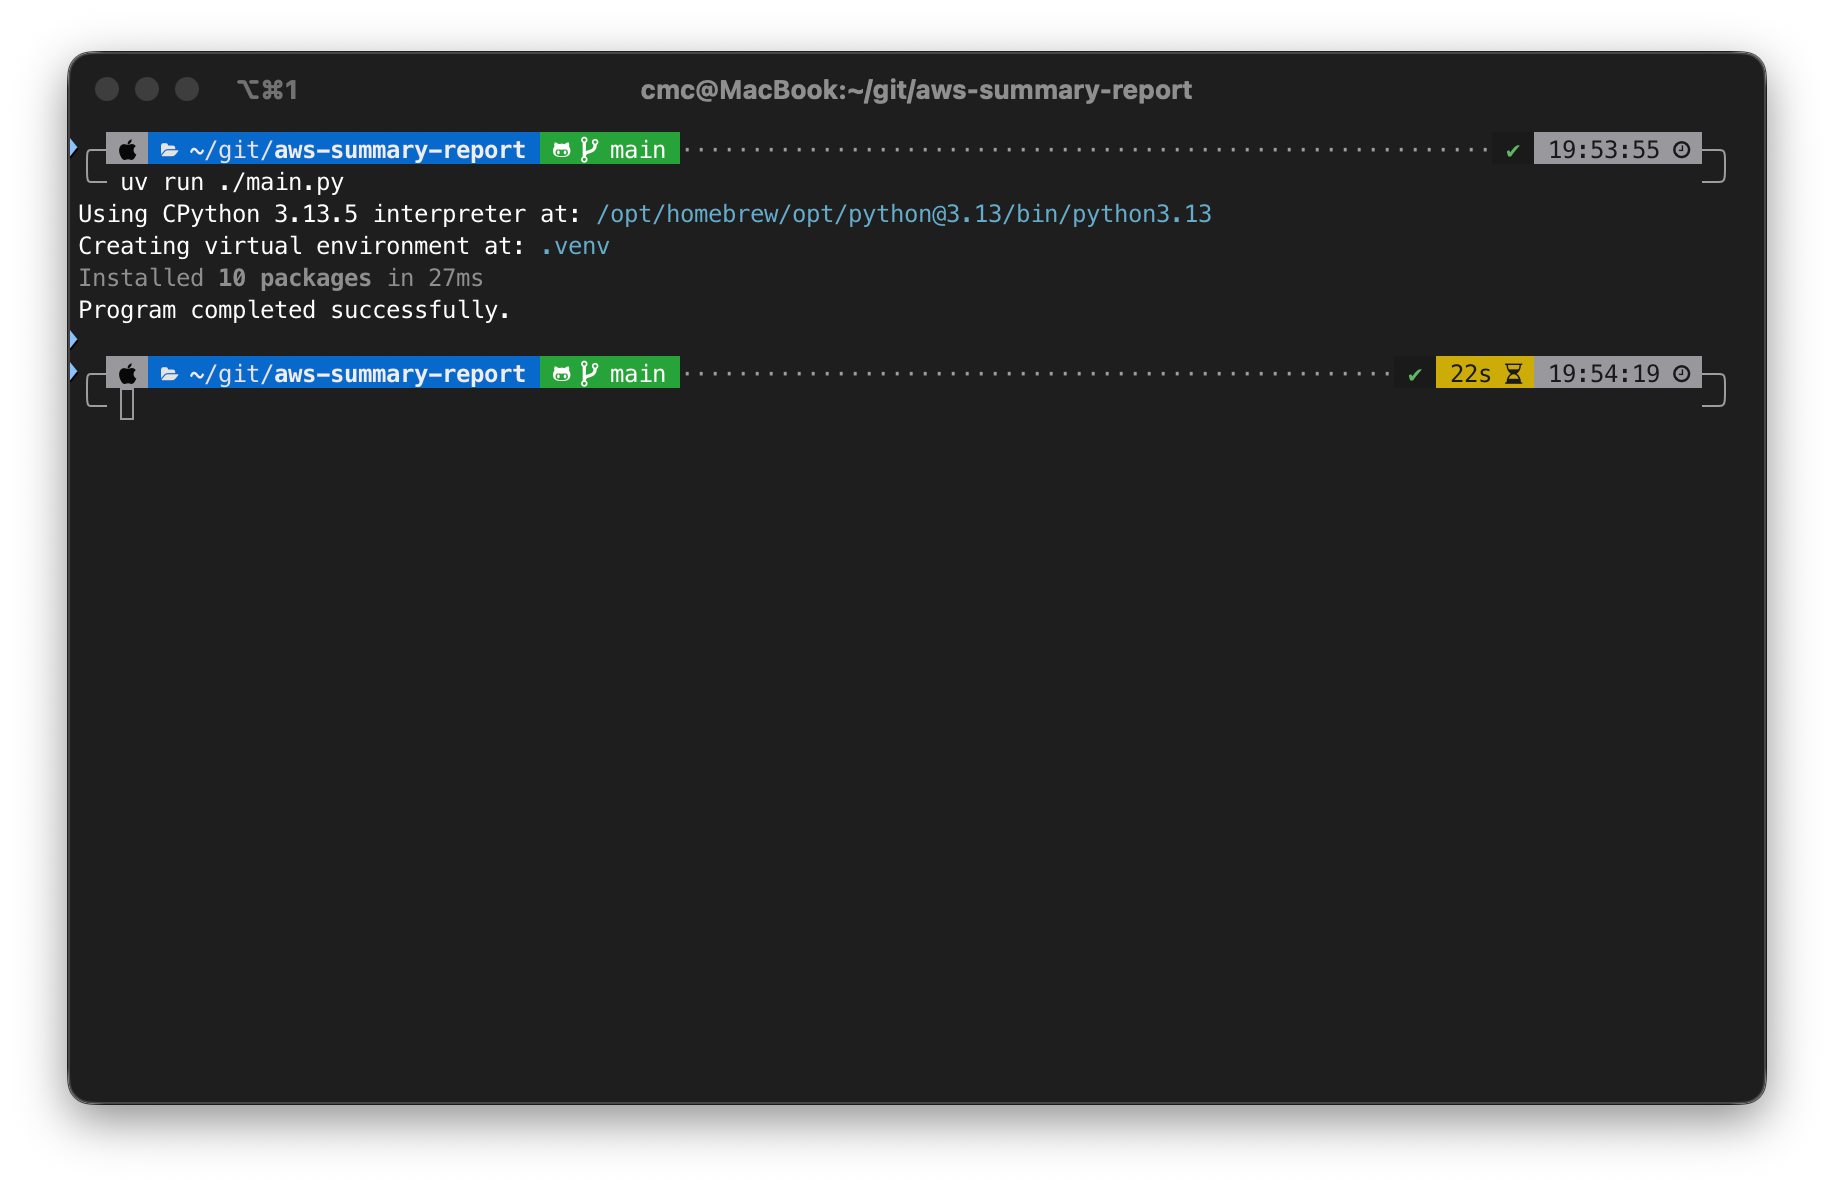 ⌥⌘1 cmc@MacBook:~/git/aws-summary-report
~/git/aws-summary-report main ✔ 19:53:55
uv run ./main.py
Using CPython 3.13.5 interpreter at: /opt/homebrew/opt/python@3.13/bin/python3.13
Creating virtual environment at: .venv
Installed 10 packages in 27ms
Program completed successfully.
~/git/aws-summary-report main ✔ 22s 19:54:19